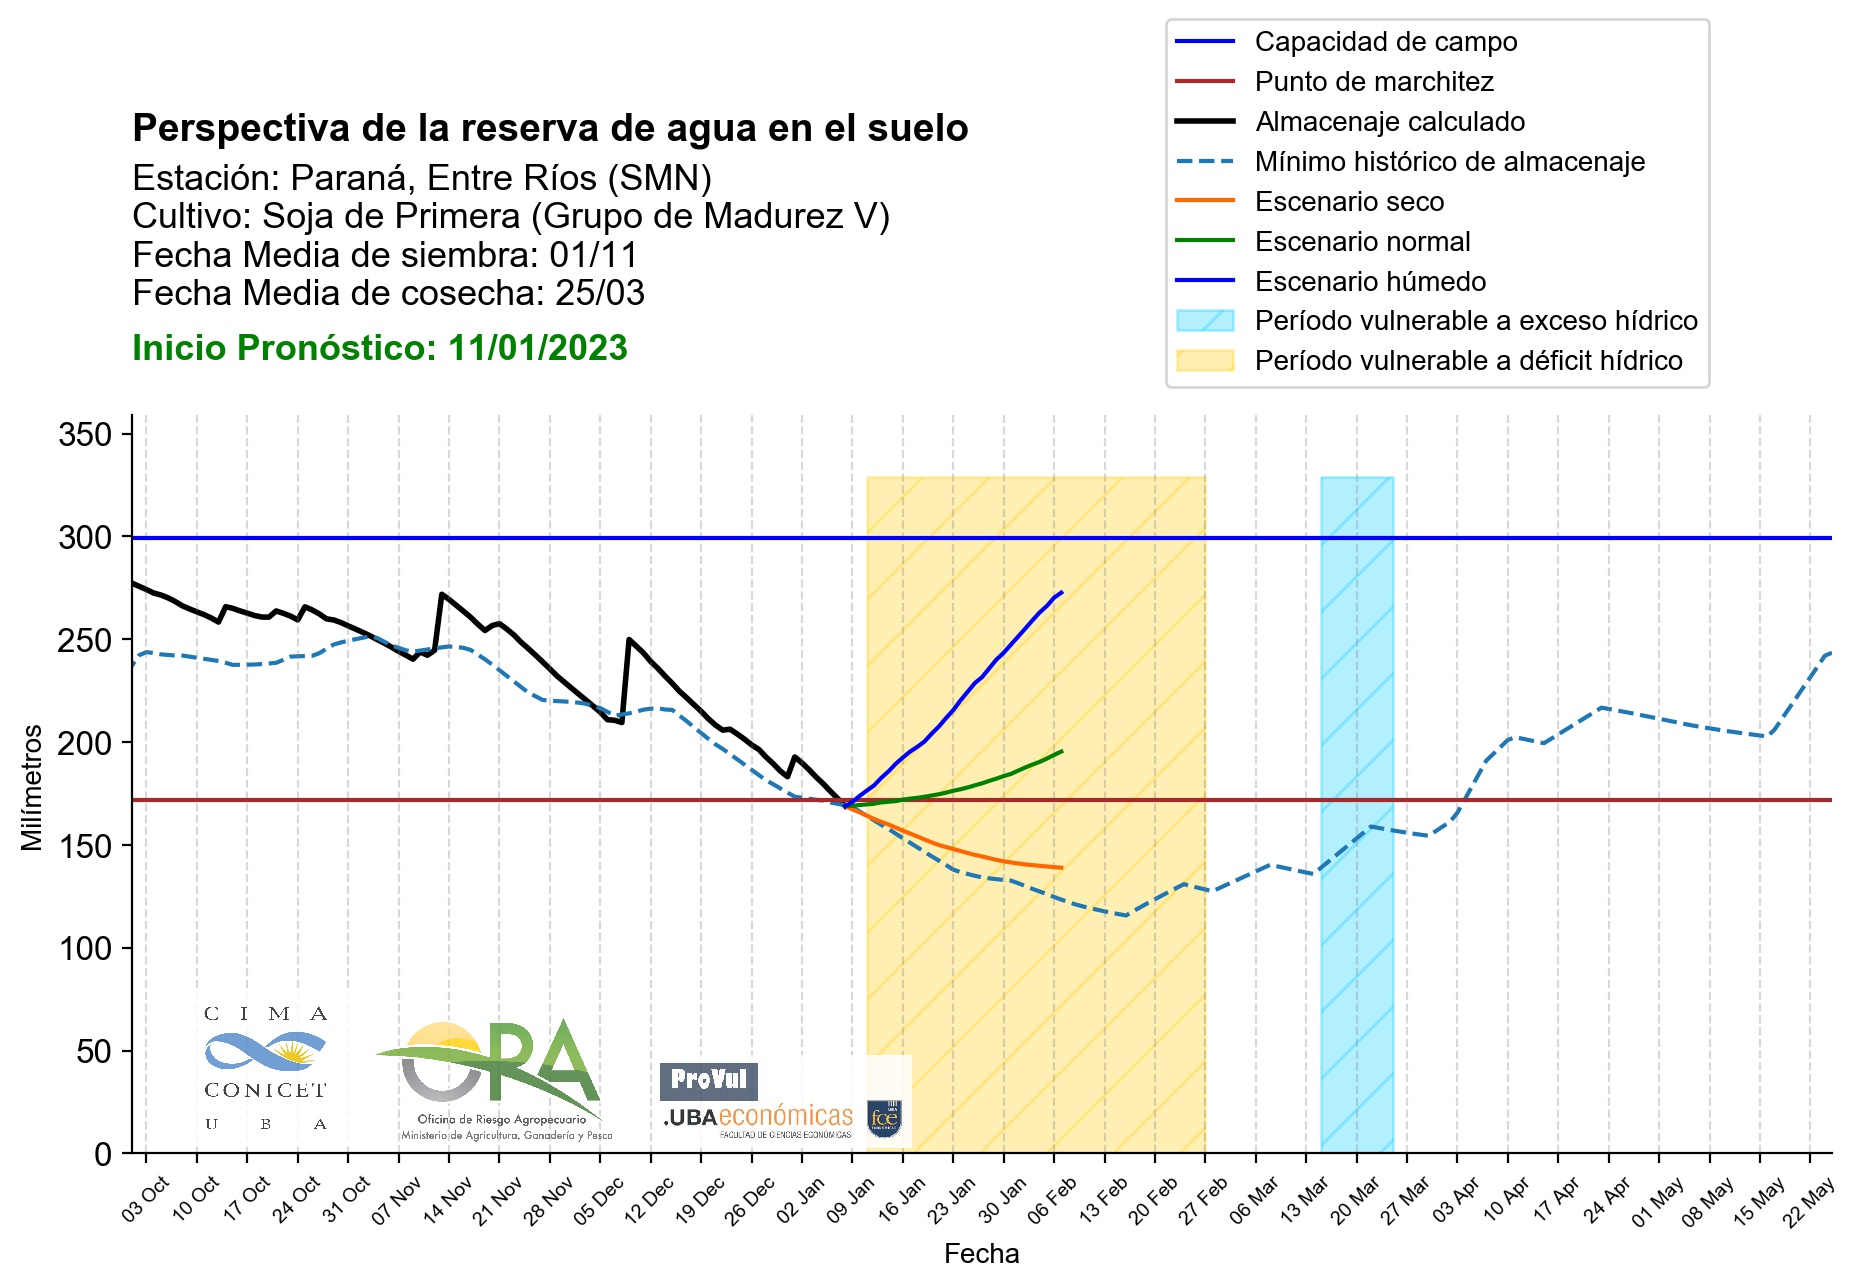 Capacidad de campo
Punto de marchitez
Almacenaje calculado
Mínimo histórico de almacenaje
Escenario seco
Escenario normal
Escenario húmedo
Período vulnerable a exceso hídrico
Período vulnerable a déficit hídrico
Perspectiva de la reserva de agua en el suelo
Estación: Paraná, Entre Ríos (SMN)
Cultivo: Soja de Primera (Grupo de Madurez V)
Fecha Media de siembra: 01/11
Fecha Media de cosecha: 25/03
Inicio Pronóstico: 11/01/2023
350
300
250
200
150
100
50
0
Milímetros
C I M A
CONICET
U B A
ORA
Oficina de Riesgo Agropecuario
Ministerio de Agricultura, Ganadería y Pesca
ProVul
.UBAeconómicas
FACULTAD DE CIENCIAS ECONÓMICAS
fce
03 Oct
10 Oct
17 Oct
24 Oct
31 Oct
07 Nov
14 Nov
21 Nov
28 Nov
05 Dec
12 Dec
19 Dec
26 Dec
02 Jan
09 Jan
16 Jan
23 Jan
30 Jan
06 Feb
13 Feb
20 Feb
27 Feb
06 Mar
13 Mar
20 Mar
27 Mar
03 Apr
10 Apr
17 Apr
24 Apr
01 May
08 May
15 May
22 May
Fecha